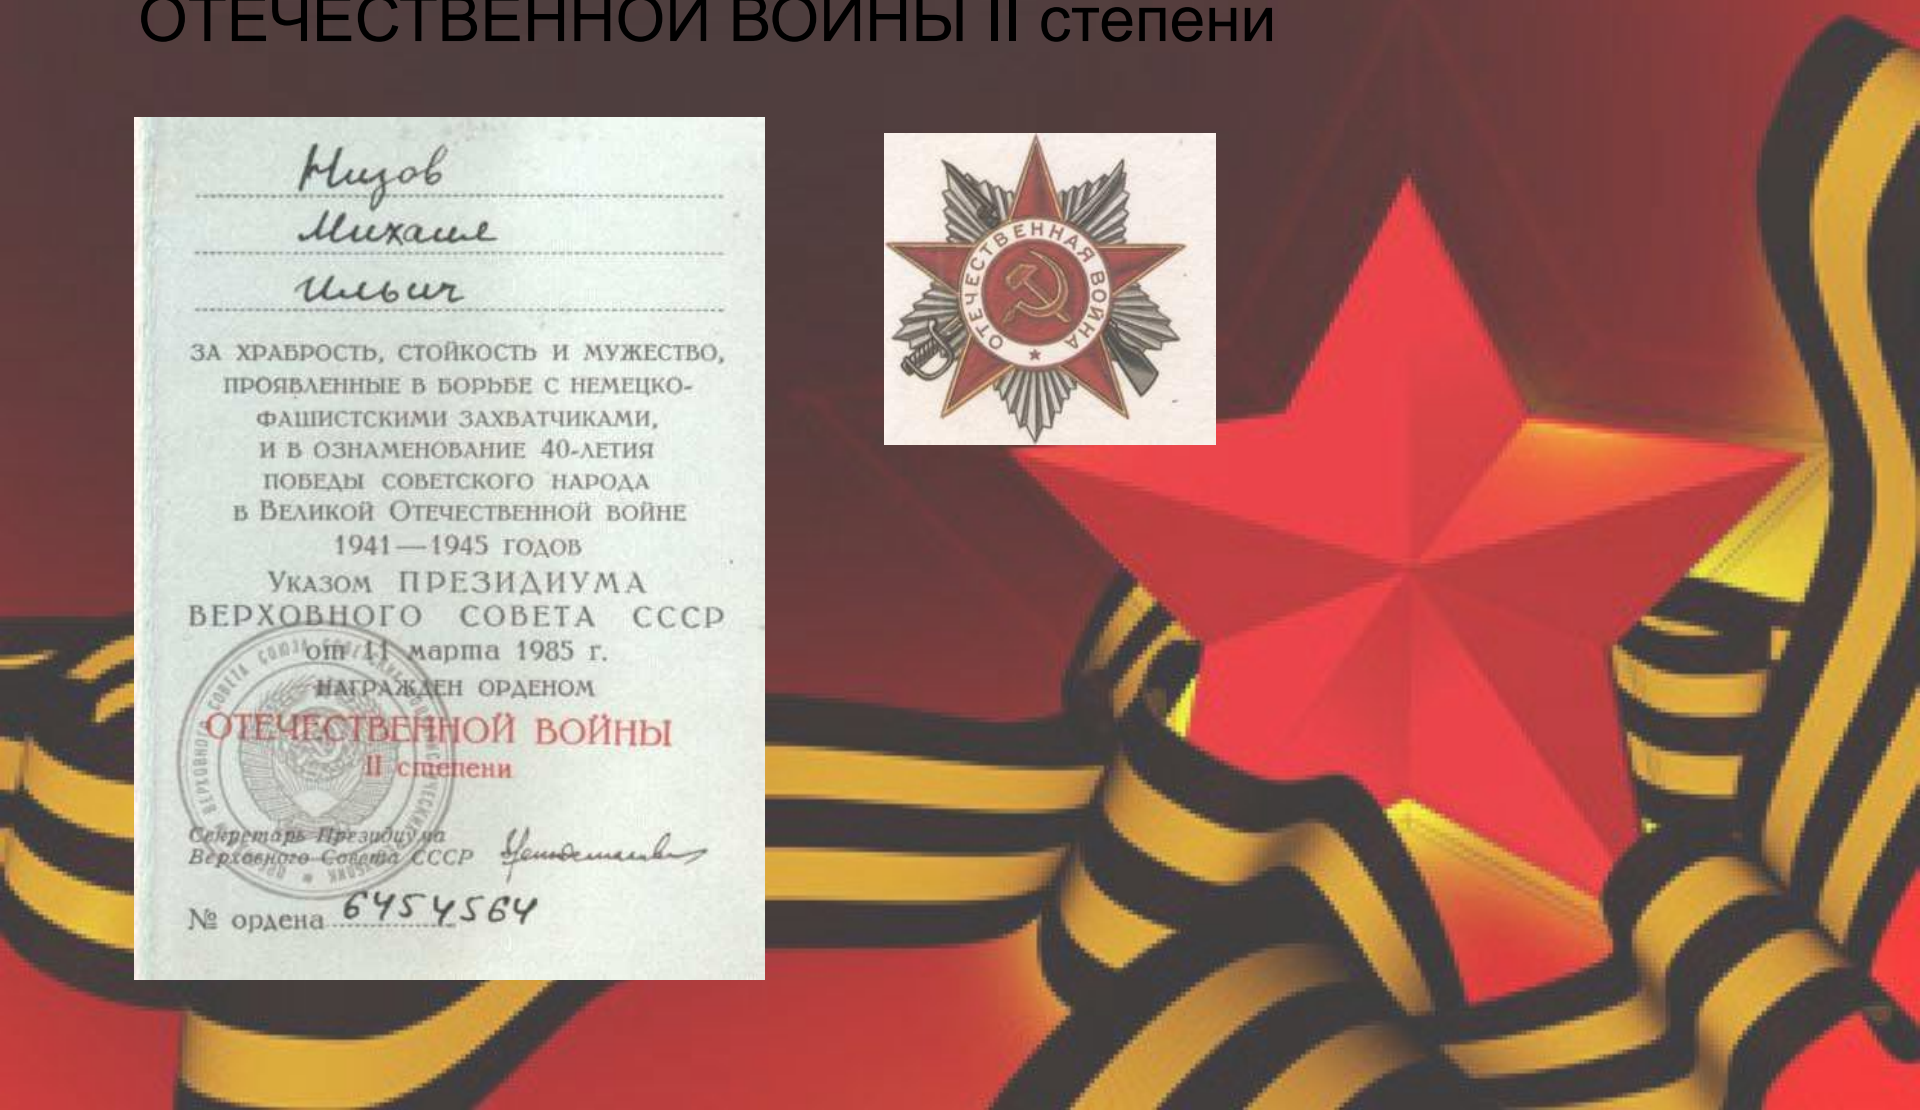 ОТЕЧЕСТВЕННОЙ ВОЙНЫ II степени
Низов
Михаил
Ильич
ЗА ХРАБРОСТЬ, СТОЙКОСТЬ И МУЖЕСТВО,
ПРОЯВЛЕННЫЕ В БОРЬБЕ С НЕМЕЦКО-
ФАШИСТСКИМИ ЗАХВАТЧИКАМИ,
И В ОЗНАМЕНОВАНИЕ 40-ЛЕТИЯ
ПОБЕДЫ СОВЕТСКОГО НАРОДА
В ВЕЛИКОЙ ОТЕЧЕСТВЕННОЙ ВОЙНЕ
1941—1945 ГОДОВ
УКАЗОМ ПРЕЗИДИУМА
ВЕРХОВНОГО СОВЕТА СССР
от 11 марта 1985 г.
НАГРАЖДЕН ОРДЕНОМ
ОТЕЧЕСТВЕННОЙ ВОЙНЫ
II степени
Секретарь Президиума
Верховного Совета СССР
№ ордена 6454564
ОТЕЧЕСТВЕННАЯ ВОЙНА